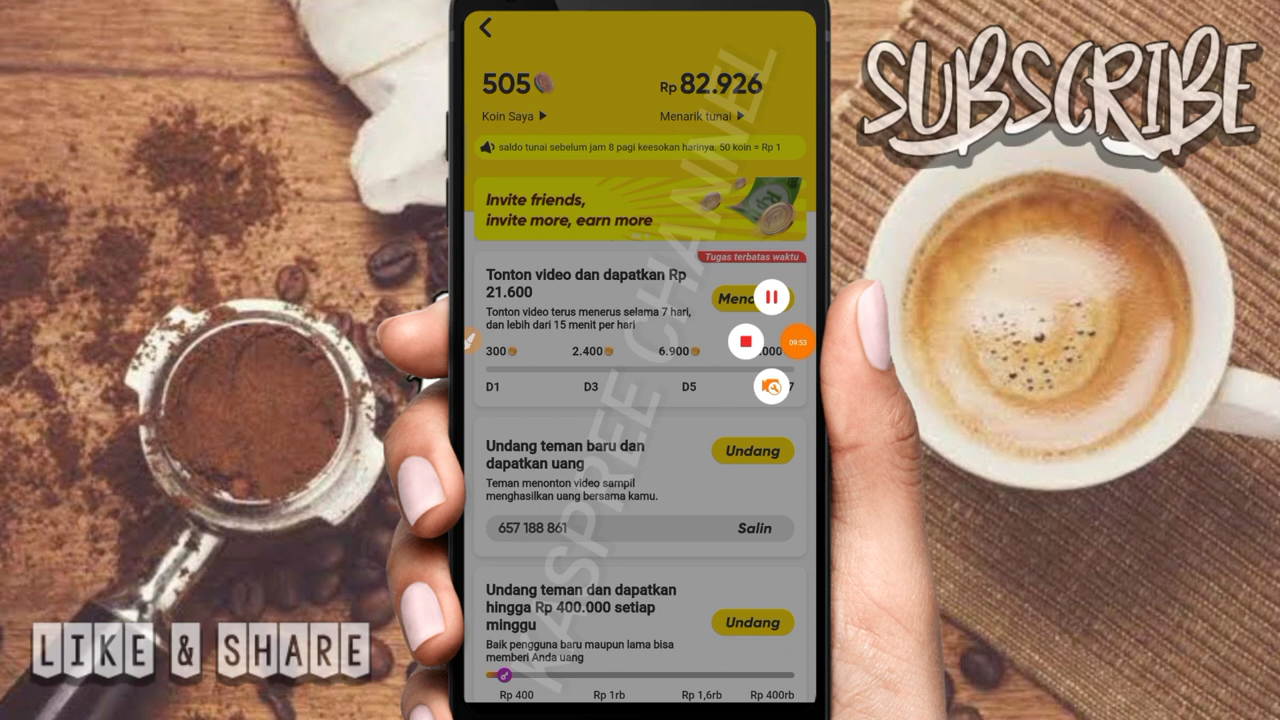 SUBSCRIBE
505
Rp 82.926
Koin Saya
Menarik tunai
saldo tunai sebelum jam 8 pagi keesokan harinya. 50 koin = Rp 1
Invite friends,
invite more, earn more
Tugas terbatas waktu
Tonton video dan dapatkan Rp
21.600
Tonton video terus menerus selama 7 hari,
dan lebih dari 15 menit per hari
09:53
300
2.400
6.900
.000
D1
D3
D5
7
Undang teman baru dan
dapatkan uang
Undang
Teman menonton video sampil
menghasilkan uang bersama kamu.
657 188 861
Salin
Undang teman dan dapatkan
hingga Rp 400.000 setiap
minggu
Undang
Baik pengguna baru maupun lama bisa
memberi Anda uang
Rp 400
Rp 1rb
Rp 1,6rb
Rp 400rb
KASPREE CHANNEL
LIKE & SHARE